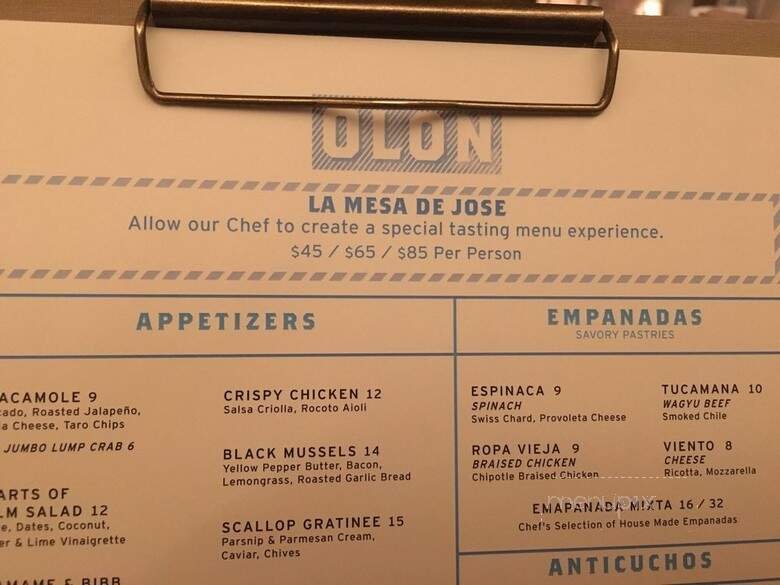 OLON
LA MESA DE JOSE
Allow our Chef to create a special tasting menu experience.
$45 / $65 / $85 Per Person
APPETIZERS
ACAMOLE 9
cado, Roasted Jalapeño,
a Cheese, Taro Chips
JUMBO LUMP CRAB 6
ARTS OF
LM SALAD 12
e, Dates, Coconut,
er & Lime Vinaigrette
MAME & BIBB
CRISPY CHICKEN 12
Salsa Criolla, Rocoto Aioli
BLACK MUSSELS 14
Yellow Pepper Butter, Bacon,
Lemongrass, Roasted Garlic Bread
SCALLOP GRATINEE 15
Parsnip & Parmesan Cream,
Caviar, Chives
EMPANADAS
SAVORY PASTRIES
ESPINACA 9
SPINACH
Swiss Chard, Provoleta Cheese
TUCAMANA 10
WAGYU BEEF
Smoked Chile
ROPA VIEJA 9
BRAISED CHICKEN
Chipotle Braised Chicken
VIENTO 8
CHEESE
Ricotta, Mozzarella
menupix
EMAPANADA MIXTA 16 / 32
Chef's Selection of House Made Empanadas
ANTICUCHOS